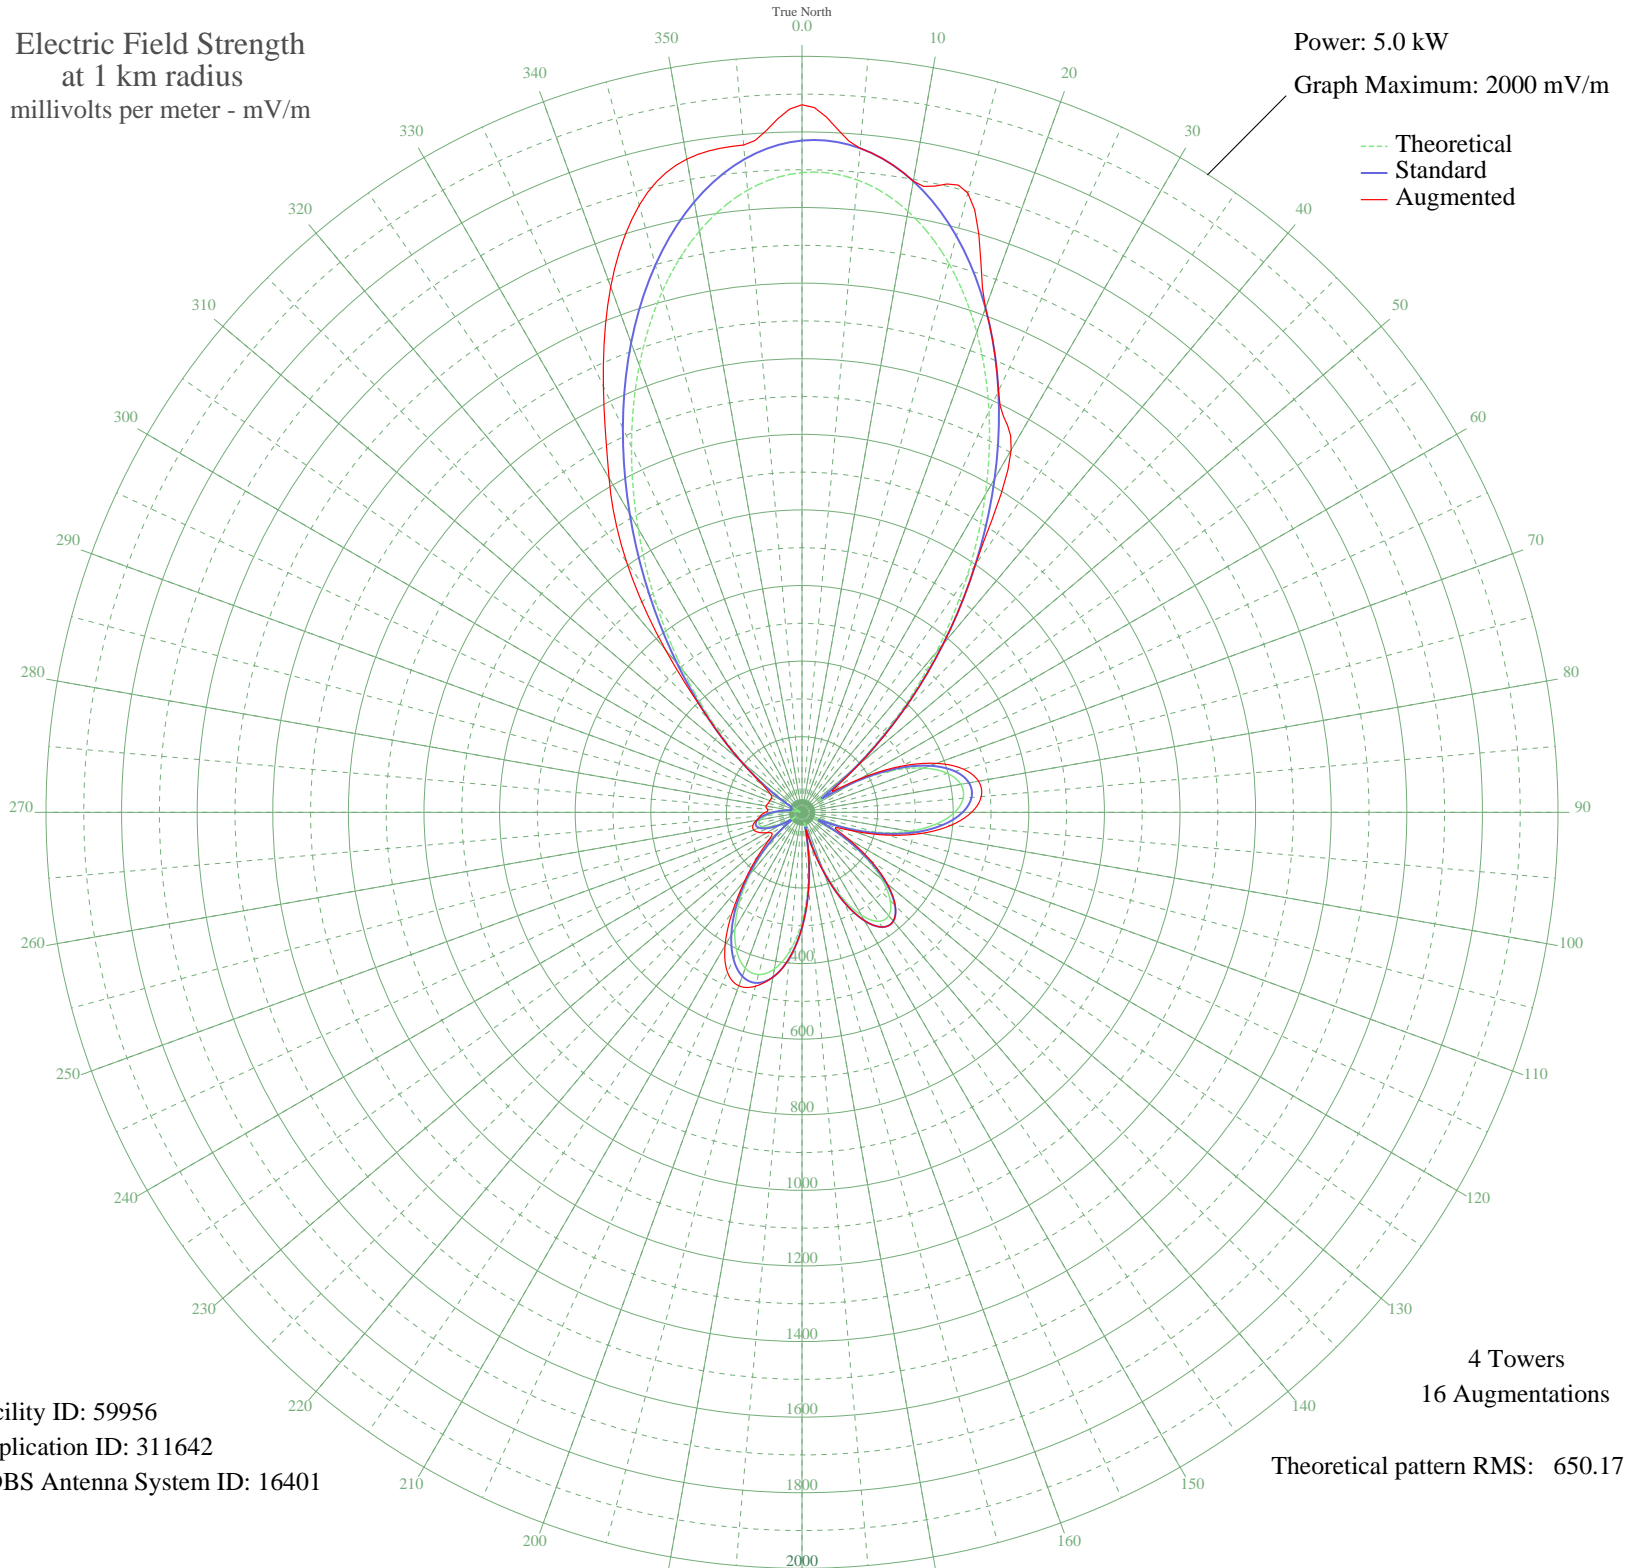 True North
0.0
10
20
30
40
50
60
70
80
90
100
110
120
130
140
150
160
200
210
220
230
240
250
260
270
280
290
300
310
320
330
340
350
Electric Field Strength
at 1 km radius
millivolts per meter - mV/m
Power: 5.0 kW
Graph Maximum: 2000 mV/m
Theoretical
Standard
Augmented
400
600
800
1000
1200
1400
1600
1800
2000
4 Towers
16 Augmentations
Theoretical pattern RMS: 650.17
cility ID: 59956
plication ID: 311642
DBS Antenna System ID: 16401